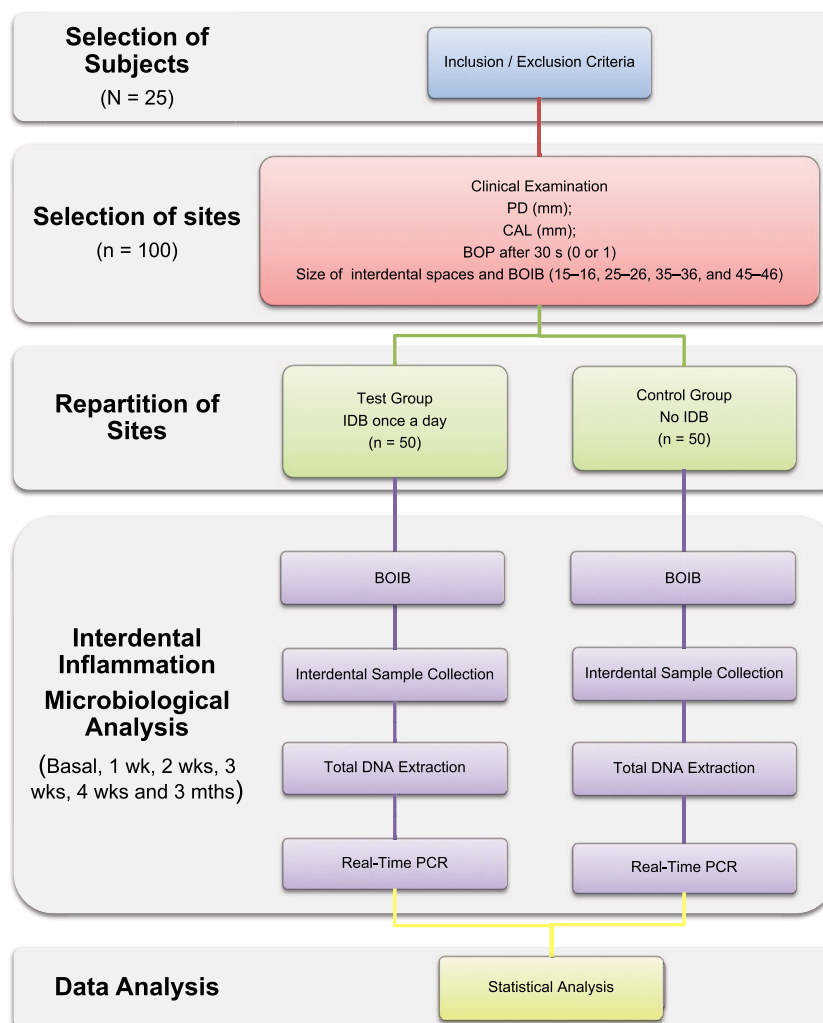 Selection of
Subjects
(N = 25)
Inclusion / Exclusion Criteria
Selection of sites
(n = 100)
Clinical Examination
PD (mm);
CAL (mm);
BOP after 30 s (0 or 1)
Size of interdental spaces and BOIB (15–16, 25–26, 35–36, and 45–46)
Repartition of
Sites
Test Group
IDB once a day
(n = 50)
Control Group
No IDB
(n = 50)
Interdental
Inflammation
Microbiological
Analysis
(Basal, 1 wk, 2 wks, 3
wks, 4 wks and 3 mths)
BOIB
Interdental Sample Collection
Total DNA Extraction
Real-Time PCR
BOIB
Interdental Sample Collection
Total DNA Extraction
Real-Time PCR
Data Analysis
Statistical Analysis